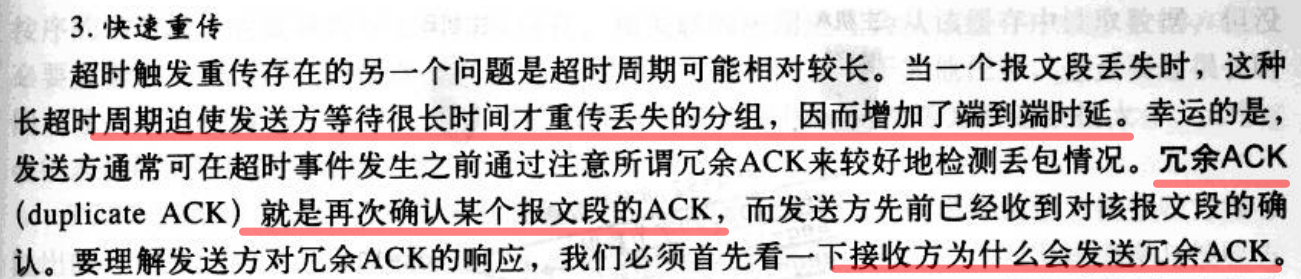 3. 快速重传
超时触发重传存在的另一个问题是超时周期可能相对较长。当一个报文段丢失时，这种
长超时周期迫使发送方等待很长时间才重传丢失的分组，因而增加了端到端时延。幸运的是，
发送方通常可在超时事件发生之前通过注意所谓冗余ACK来较好地检测丢包情况。冗余ACK
(duplicate ACK) 就是再次确认某个报文段的ACK，而发送方先前已经收到对该报文段的确
认。要理解发送方对冗余ACK的响应，我们必须首先看一下接收方为什么会发送冗余ACK。